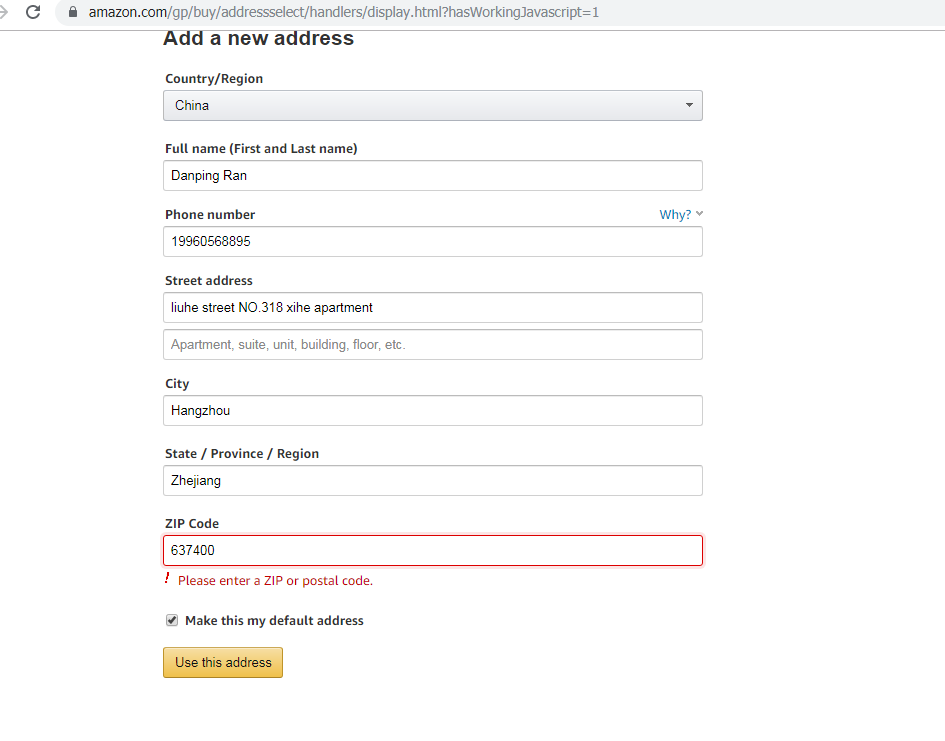 amazon.com/gp/buy/addressselect/handlers/display.html?hasWorkingJavascript=1
Add a new address
Country/Region
China
Full name (First and Last name)
Danping Ran
Phone number Why?
19960568895
Street address
liuhe street NO.318 xihe apartment
Apartment, suite, unit, building, floor, etc.
City
Hangzhou
State / Province / Region
Zhejiang
ZIP Code
637400
! Please enter a ZIP or postal code.
Make this my default address
Use this address